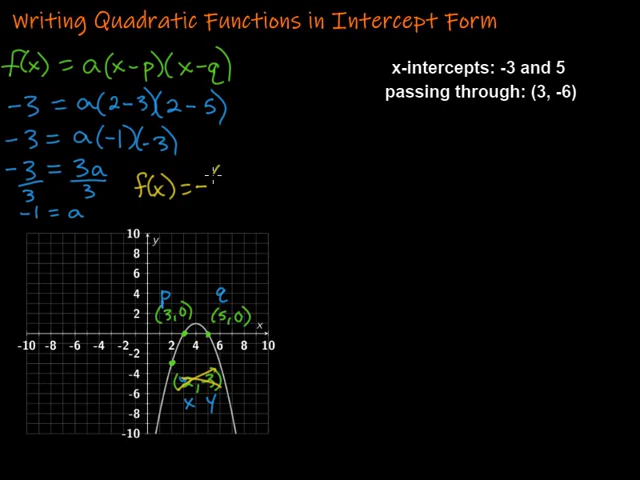 Writing Quadratic Functions in Intercept Form
f(x) = a(x-p)(x-q)
-3 = a(2-3)(2-5)
-3 = a(-1)(-3)
-3/3 = 3a/3
-1 = a
f(x) = -
x-intercepts: -3 and 5
passing through: (3, -6)
10
y
8
6
4
2
p
q
(3,0)
(5,0)
x
-10 -8 -6 -4 -2 2 4 6 8 10
-2
-4
-6
-8
-10
x y